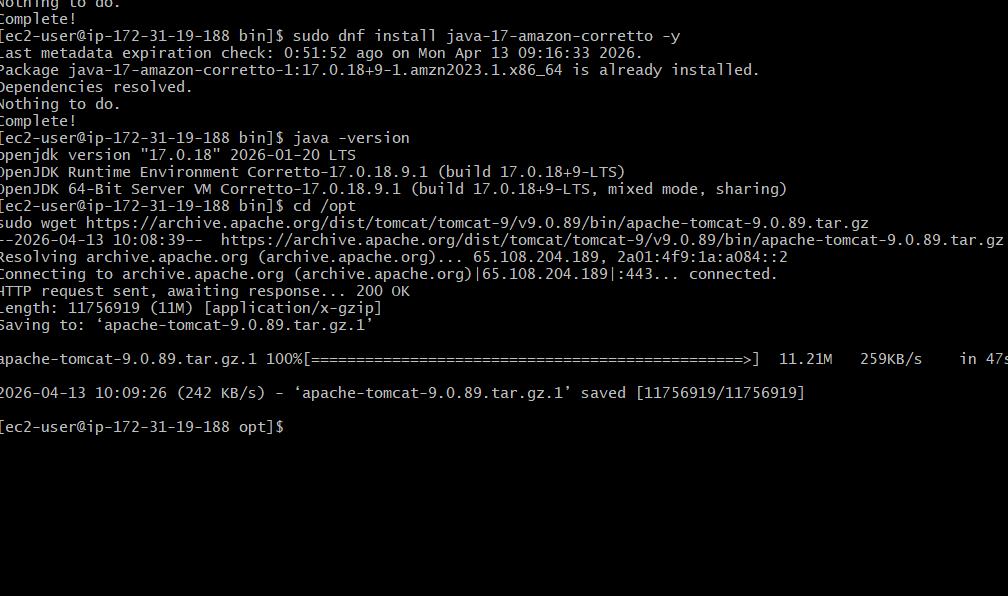 Nothing to do.
Complete!
[ec2-user@ip-172-31-19-188 bin]$ sudo dnf install java-17-amazon-corretto -y
Last metadata expiration check: 0:51:52 ago on Mon Apr 13 09:16:33 2026.
Package java-17-amazon-corretto-1:17.0.18+9-1.amzn2023.1.x86_64 is already installed.
Dependencies resolved.
Nothing to do.
Complete!
[ec2-user@ip-172-31-19-188 bin]$ java -version
openjdk version "17.0.18" 2026-01-20 LTS
OpenJDK Runtime Environment Corretto-17.0.18.9.1 (build 17.0.18+9-LTS)
OpenJDK 64-Bit Server VM Corretto-17.0.18.9.1 (build 17.0.18+9-LTS, mixed mode, sharing)
[ec2-user@ip-172-31-19-188 bin]$ cd /opt
sudo wget https://archive.apache.org/dist/tomcat/tomcat-9/v9.0.89/bin/apache-tomcat-9.0.89.tar.gz
--2026-04-13 10:08:39--  https://archive.apache.org/dist/tomcat/tomcat-9/v9.0.89/bin/apache-tomcat-9.0.89.tar.gz
Resolving archive.apache.org (archive.apache.org)... 65.108.204.189, 2a01:4f9:1a:a084::2
Connecting to archive.apache.org (archive.apache.org)|65.108.204.189|:443... connected.
HTTP request sent, awaiting response... 200 OK
Length: 11756919 (11M) [application/x-gzip]
Saving to: ‘apache-tomcat-9.0.89.tar.gz.1’
apache-tomcat-9.0.89.tar.gz.1 100%[================================================>]  11.21M   259KB/s    in 47s
2026-04-13 10:09:26 (242 KB/s) - ‘apache-tomcat-9.0.89.tar.gz.1’ saved [11756919/11756919]
[ec2-user@ip-172-31-19-188 opt]$